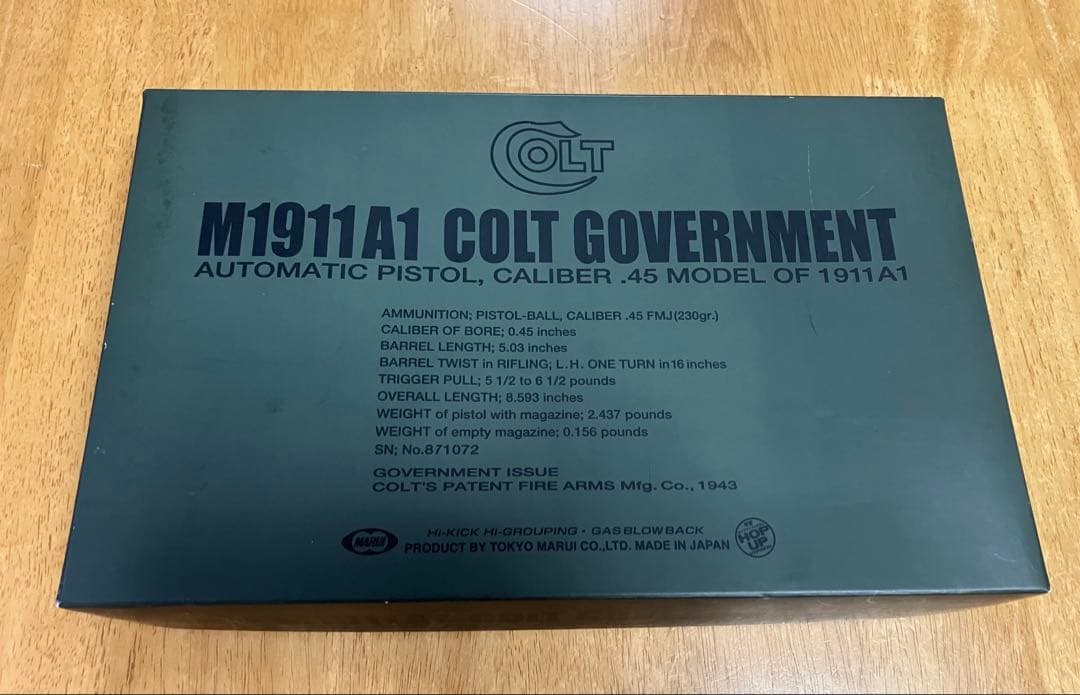 COLT
M1911A1 COLT GOVERNMENT
AUTOMATIC PISTOL, CALIBER .45 MODEL OF 1911A1
AMMUNITION; PISTOL-BALL, CALIBER .45 FMJ(230gr.)
CALIBER OF BORE; 0.45 inches
BARREL LENGTH; 5.03 inches
BARREL TWIST in RIFLING; L.H. ONE TURN in 16 inches
TRIGGER PULL; 5 1/2 to 6 1/2 pounds
OVERALL LENGTH; 8.593 inches
WEIGHT of pistol with magazine; 2.437 pounds
WEIGHT of empty magazine; 0.156 pounds
SN; No.871072
GOVERNMENT ISSUE
COLT'S PATENT FIRE ARMS Mfg. Co., 1943
HI-KICK HI-GROUPING • GAS BLOW BACK
MARUI
PRODUCT BY TOKYO MARUI CO.,LTD. MADE IN JAPAN
HOP
UP